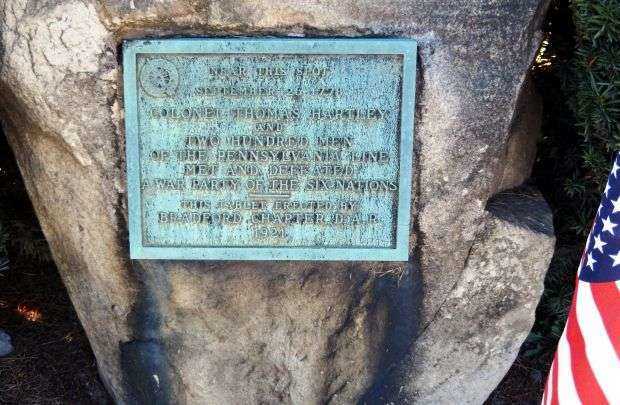 NEAR THIS SPOT
SEPTEMBER
COLONEL THOMAS HARTLEY
AND
TWO HUNDRED MEN
OF THE PENNSYLVANIA LINE
MET AND DEFEATED
A WAR PARTY OF THE SIX NATIONS
THIS TABLET ERECTED BY
BRADFORD CHAPTER D.A.R.
1921